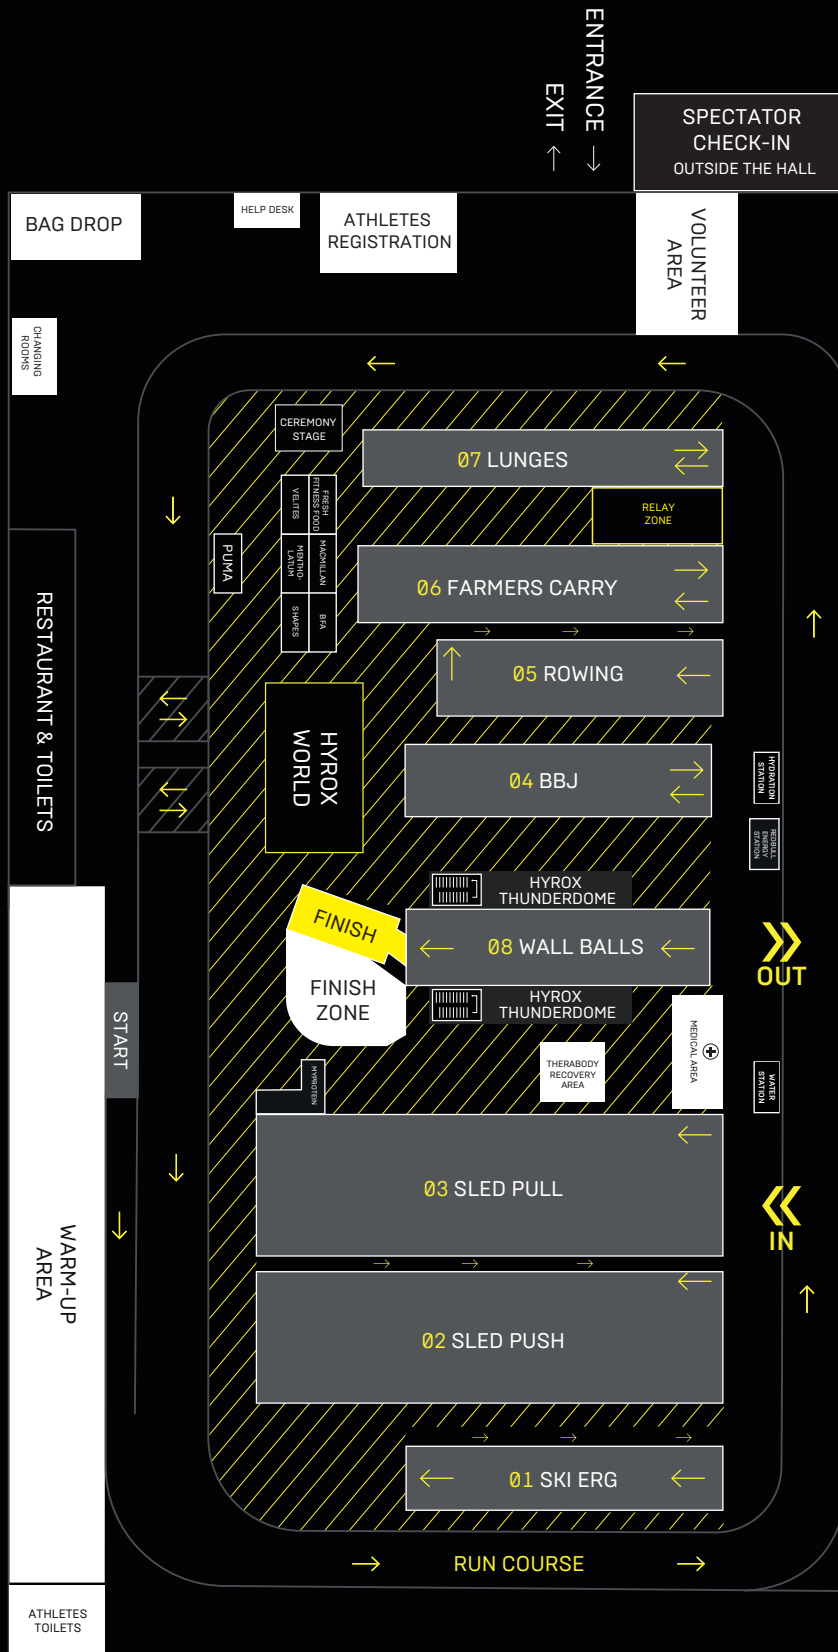 ENTRANCE
EXIT
SPECTATOR
CHECK-IN
OUTSIDE THE HALL
BAG DROP
HELP DESK
ATHLETES
REGISTRATION
VOLUNTEER
AREA
CHANGING
ROOMS
CEREMONY
STAGE
07 LUNGES
FRESH
FITNESS FOOD
VELITES
RELAY
ZONE
PUMA
MACMILLAN
MENTHO-
LATUM
06 FARMERS CARRY
BFA
SHAPES
RESTAURANT & TOILETS
05 ROWING
HYROX
WORLD
04 BBJ
HYDRATION
STATION
REDBULL
ENERGY
STATION
HYROX
THUNDERDOME
FINISH
08 WALL BALLS
OUT
FINISH
ZONE
HYROX
THUNDERDOME
START
MEDICAL AREA
MYPROTEIN
THERABODY
RECOVERY
AREA
WATER
STATION
03 SLED PULL
IN
WARM-UP
AREA
02 SLED PUSH
01 SKI ERG
RUN COURSE
ATHLETES
TOILETS